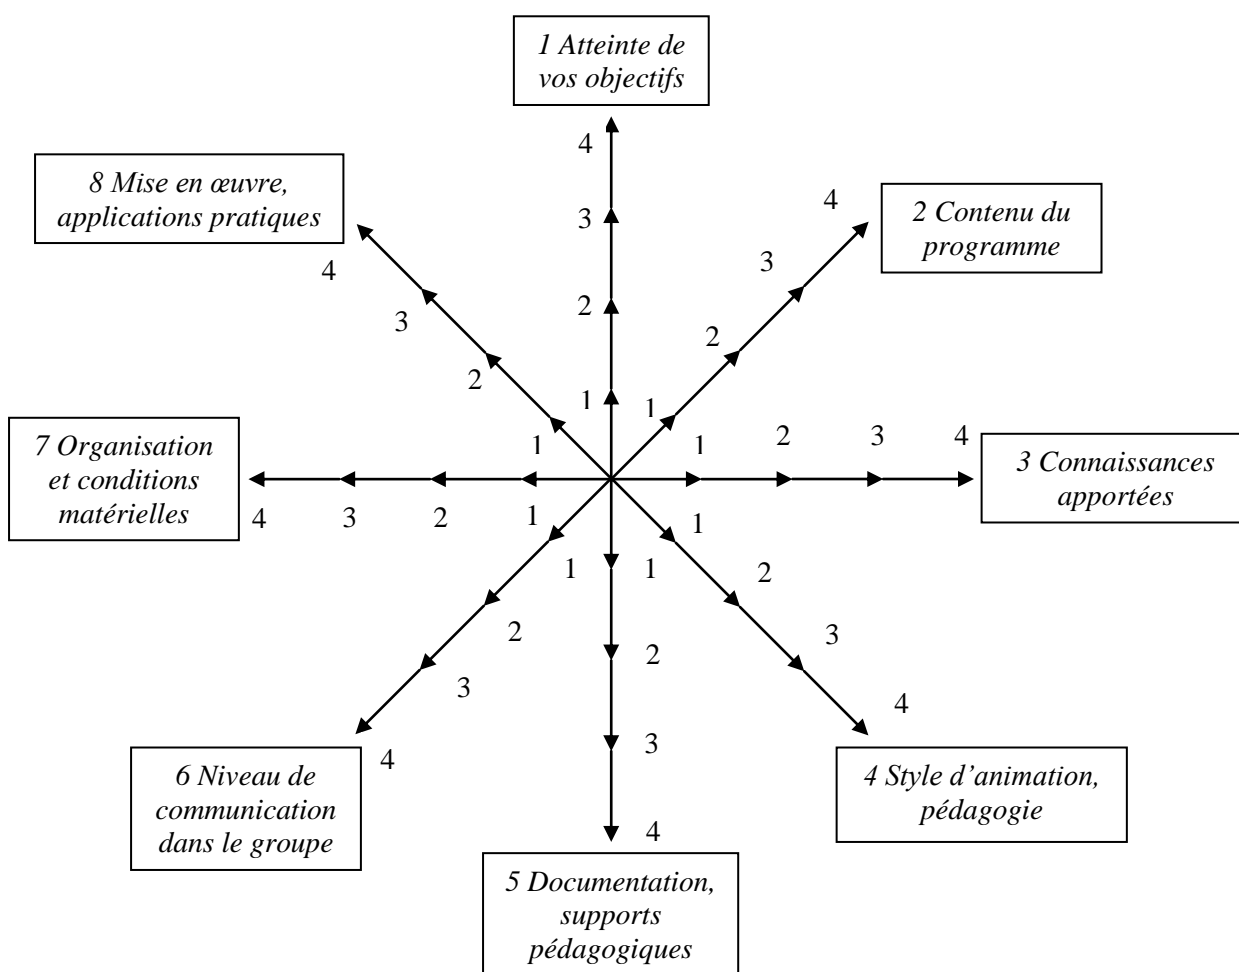 1 Atteinte de
vos objectifs
4
3
2
1
2 Contenu du
programme
4
3
2
1
3 Connaissances
apportées
1 2 3 4
4 Style d’animation,
pédagogie
1
2
3
4
5 Documentation,
supports
pédagogiques
1
2
3
4
6 Niveau de
communication
dans le groupe
1
2
3
4
7 Organisation
et conditions
matérielles
4 3 2 1
8 Mise en œuvre,
applications pratiques
4
3
2
1